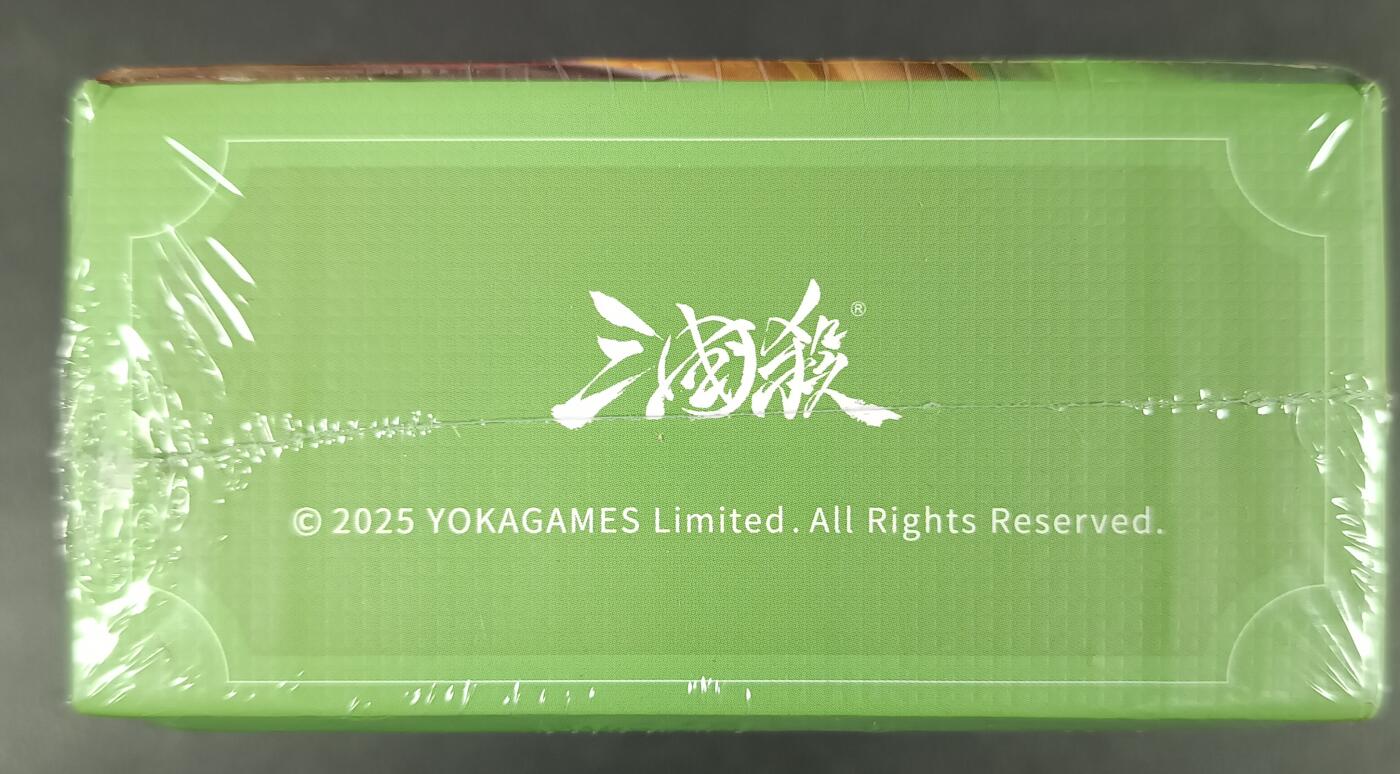 三國殺®
© 2025 YOKAGAMES Limited. All Rights Reserved.